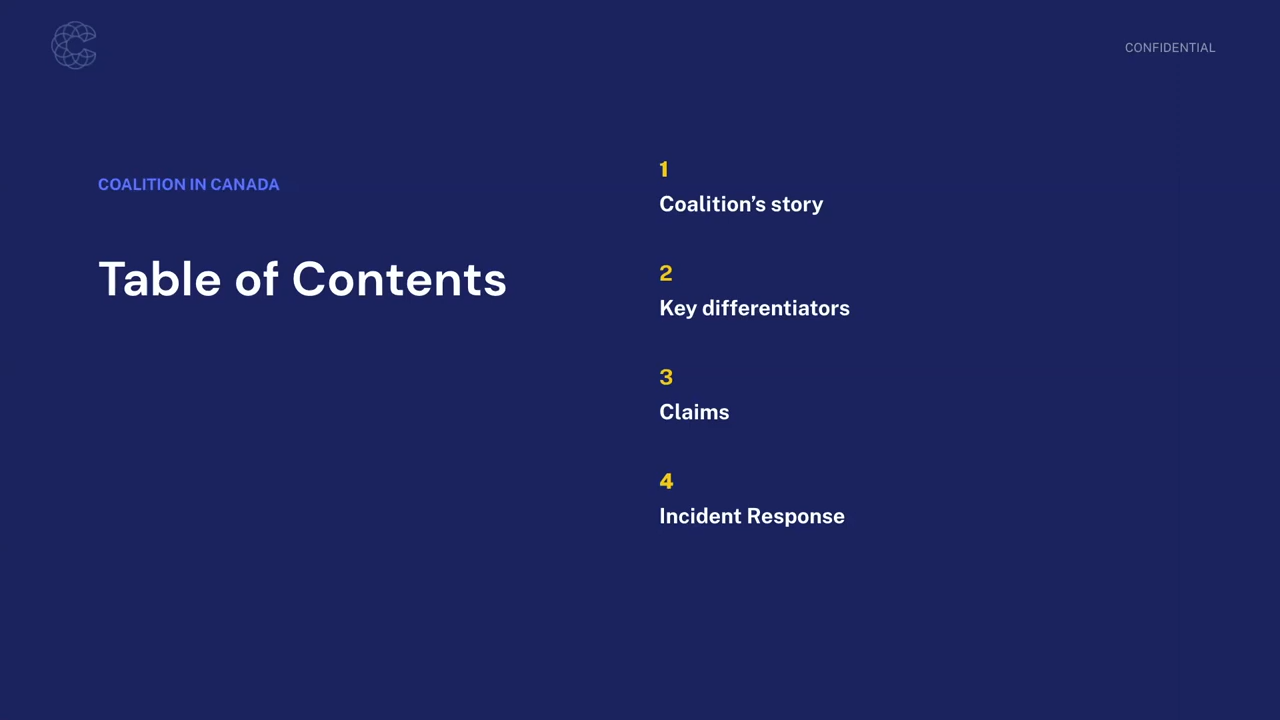 CONFIDENTIAL
COALITION IN CANADA
Table of Contents
1
Coalition’s story
2
Key differentiators
3
Claims
4
Incident Response